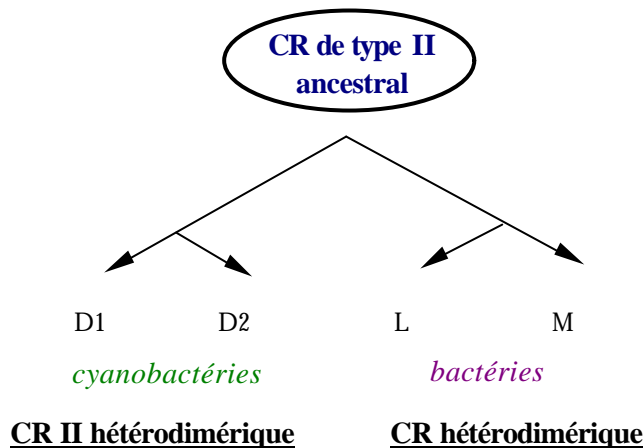 CR de type II
ancestral
D1 D2 L M
cyanobactéries bactéries
CR II hétérodimérique CR hétérodimérique